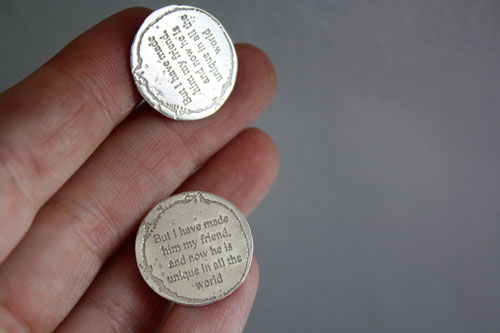 But I have made
him my friend,
and now he is
unique in all the
world
But I have made
him my friend,
and now he is
unique in all the
world